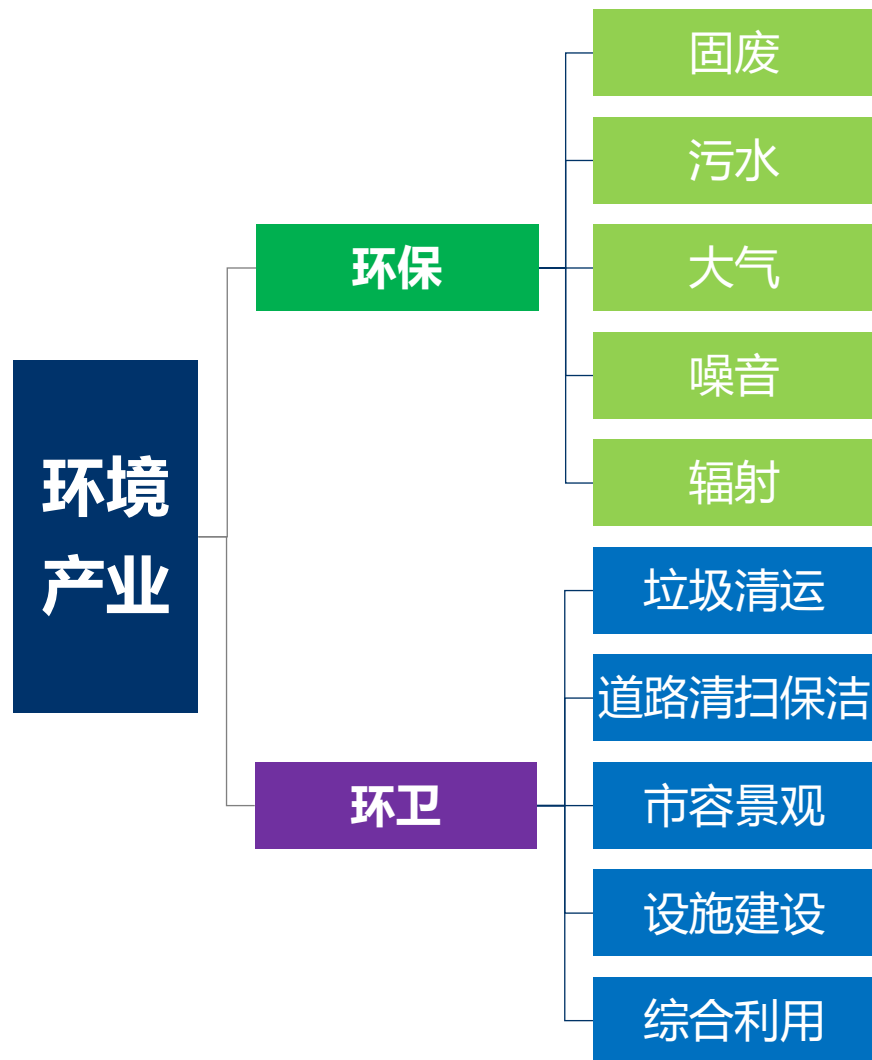 环境
产业
环保
固废
污水
大气
噪音
辐射
环卫
垃圾清运
道路清扫保洁
市容景观
设施建设
综合利用